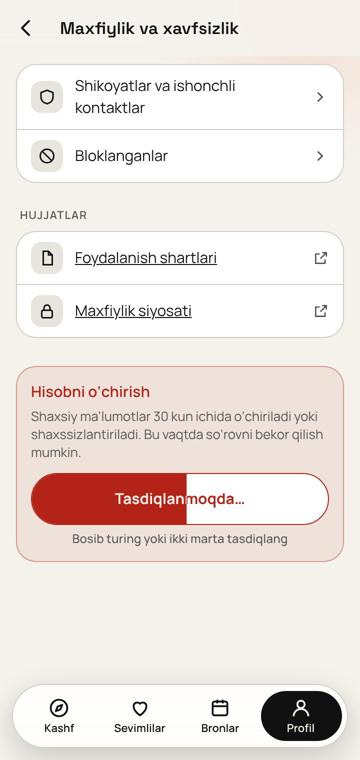 Maxfiylik va xavfsizlik
Shikoyatlar va ishonchli
kontaktlar
Bloklanganlar
HUJJATLAR
Foydalanish shartlari
Maxfiylik siyosati
Hisobni o‘chirish
Shaxsiy ma’lumotlar 30 kun ichida o‘chiriladi yoki
shaxssizlantiriladi. Bu vaqtda so‘rovni bekor qilish
mumkin.
Tasdiqlanmoqda…
Bosib turing yoki ikki marta tasdiqlang
Kashf
Sevimlilar
Bronlar
Profil